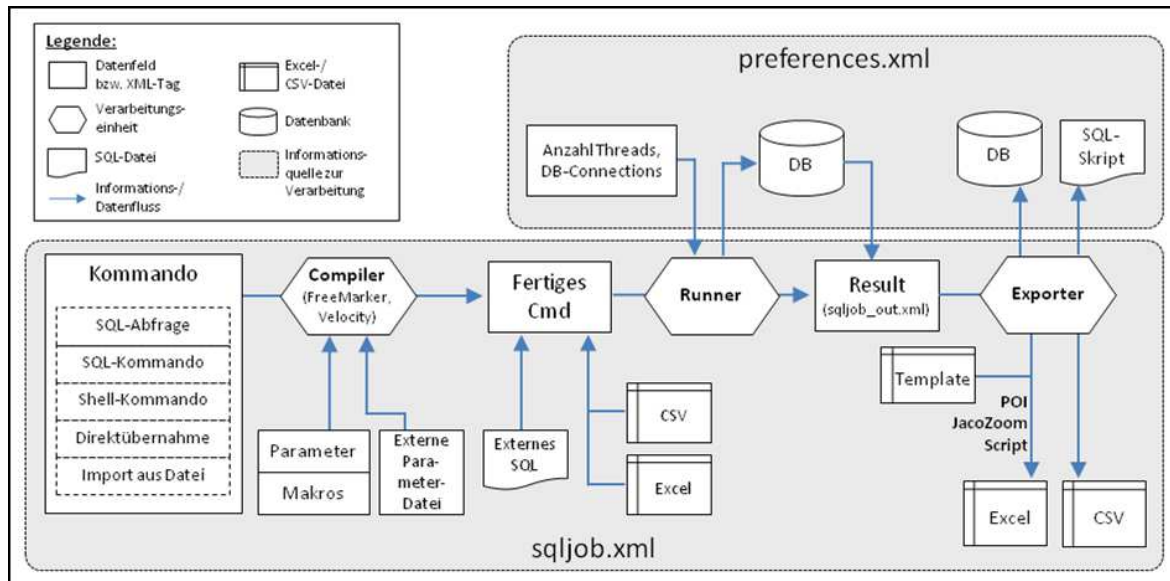 Legende:
Datenfeld
bzw. XML-Tag
Excel-/
CSV-Datei
Verarbeitungs-
einheit
Datenbank
SQL-Datei
Informations-
quelle zur
Verarbeitung
Informations-/
Datenfluss
preferences.xml
Anzahl Threads,
DB-Connections
DB
DB
SQL-
Skript
Kommando
SQL-Abfrage
SQL-Kommando
Shell-Kommando
Direktübernahme
Import aus Datei
Compiler
(FreeMarker,
Velocity)
Fertiges
Cmd
Runner
Result
(sqljob_out.xml)
Exporter
Parameter
Makros
Externe
Para-
meter-
Datei
Externes
SQL
CSV
Excel
Template
POI
JacoZoom
Script
Excel
CSV
sqljob.xml